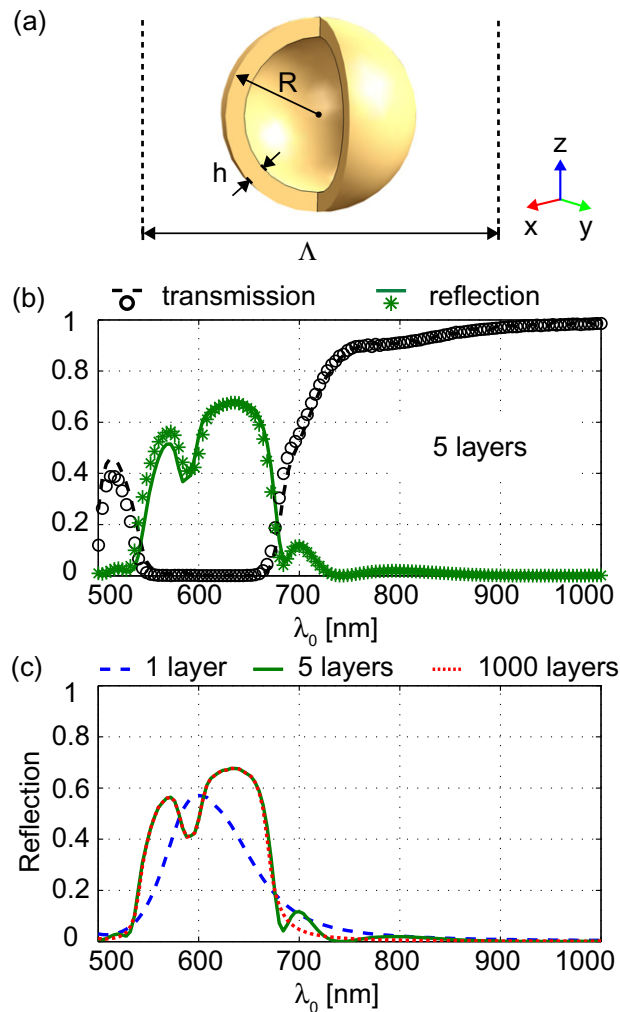 (a)
R
h
Λ
z
x
y
(b)
transmission
reflection
1
0.8
0.6
0.4
0.2
0
5 layers
500 600 700 800 900 1000
λ0 [nm]
(c)
1 layer 5 layers 1000 layers
Reflection
1
0.8
0.6
0.4
0.2
0
500 600 700 800 900 1000
λ0 [nm]